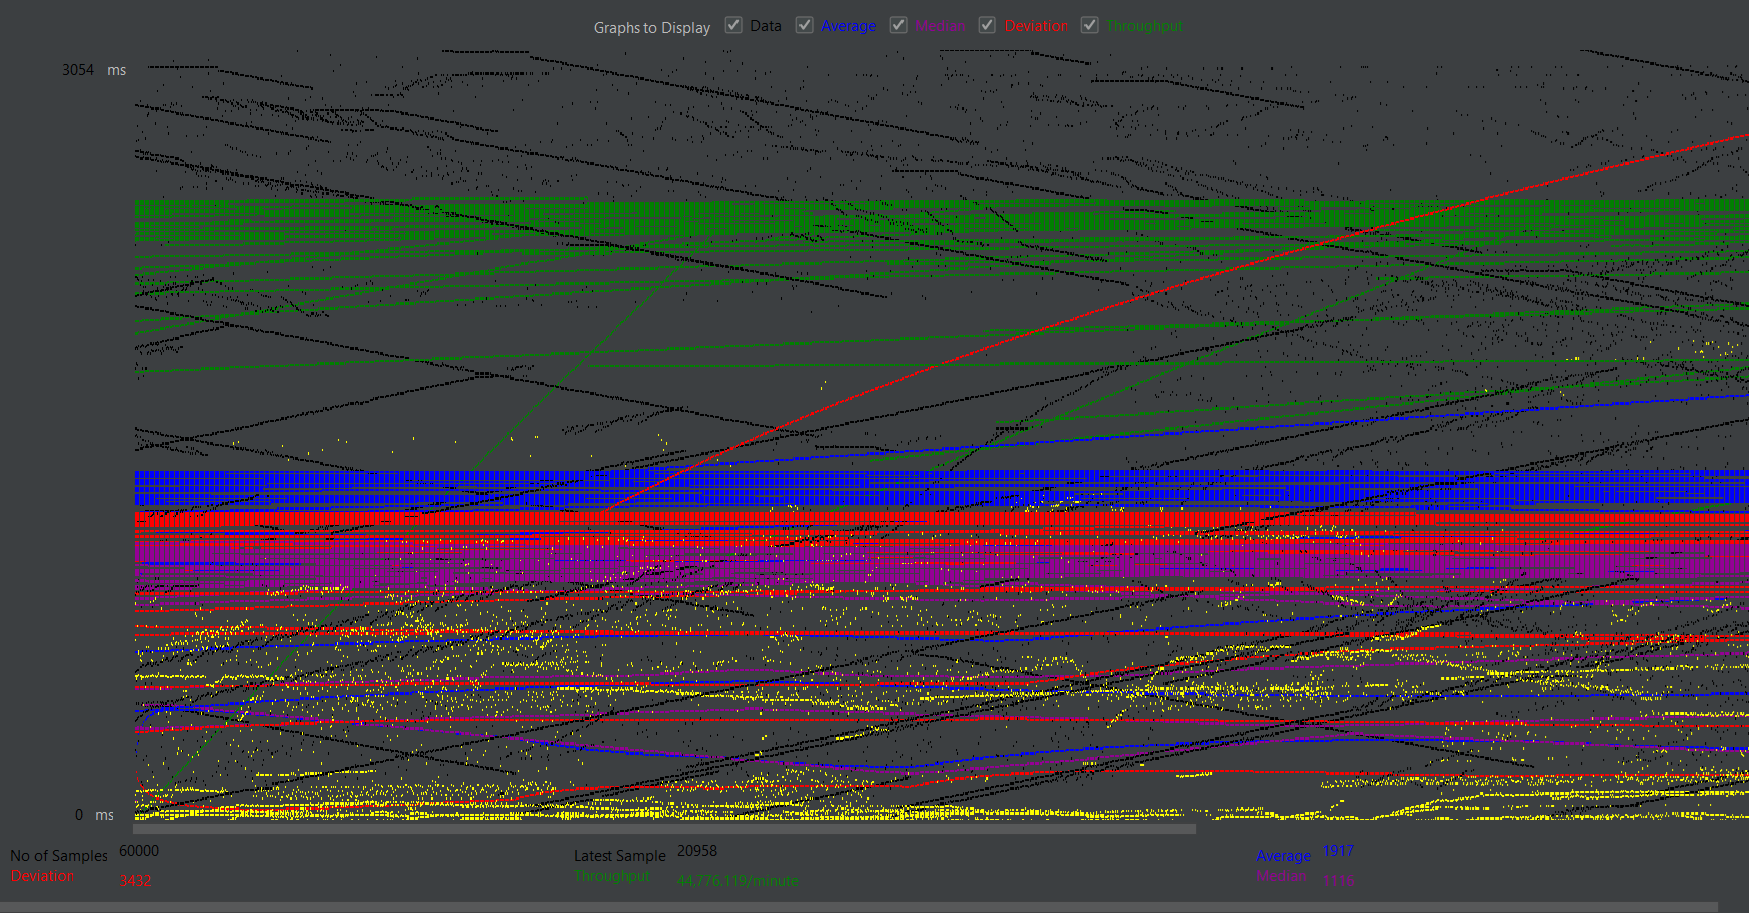 Graphs to Display Data Average Median Deviation Throughput
3054 ms
0 ms
No of Samples 60000 Latest Sample 20958 Average 1917
Deviation 3432 Throughput 44,776.119/minute Median